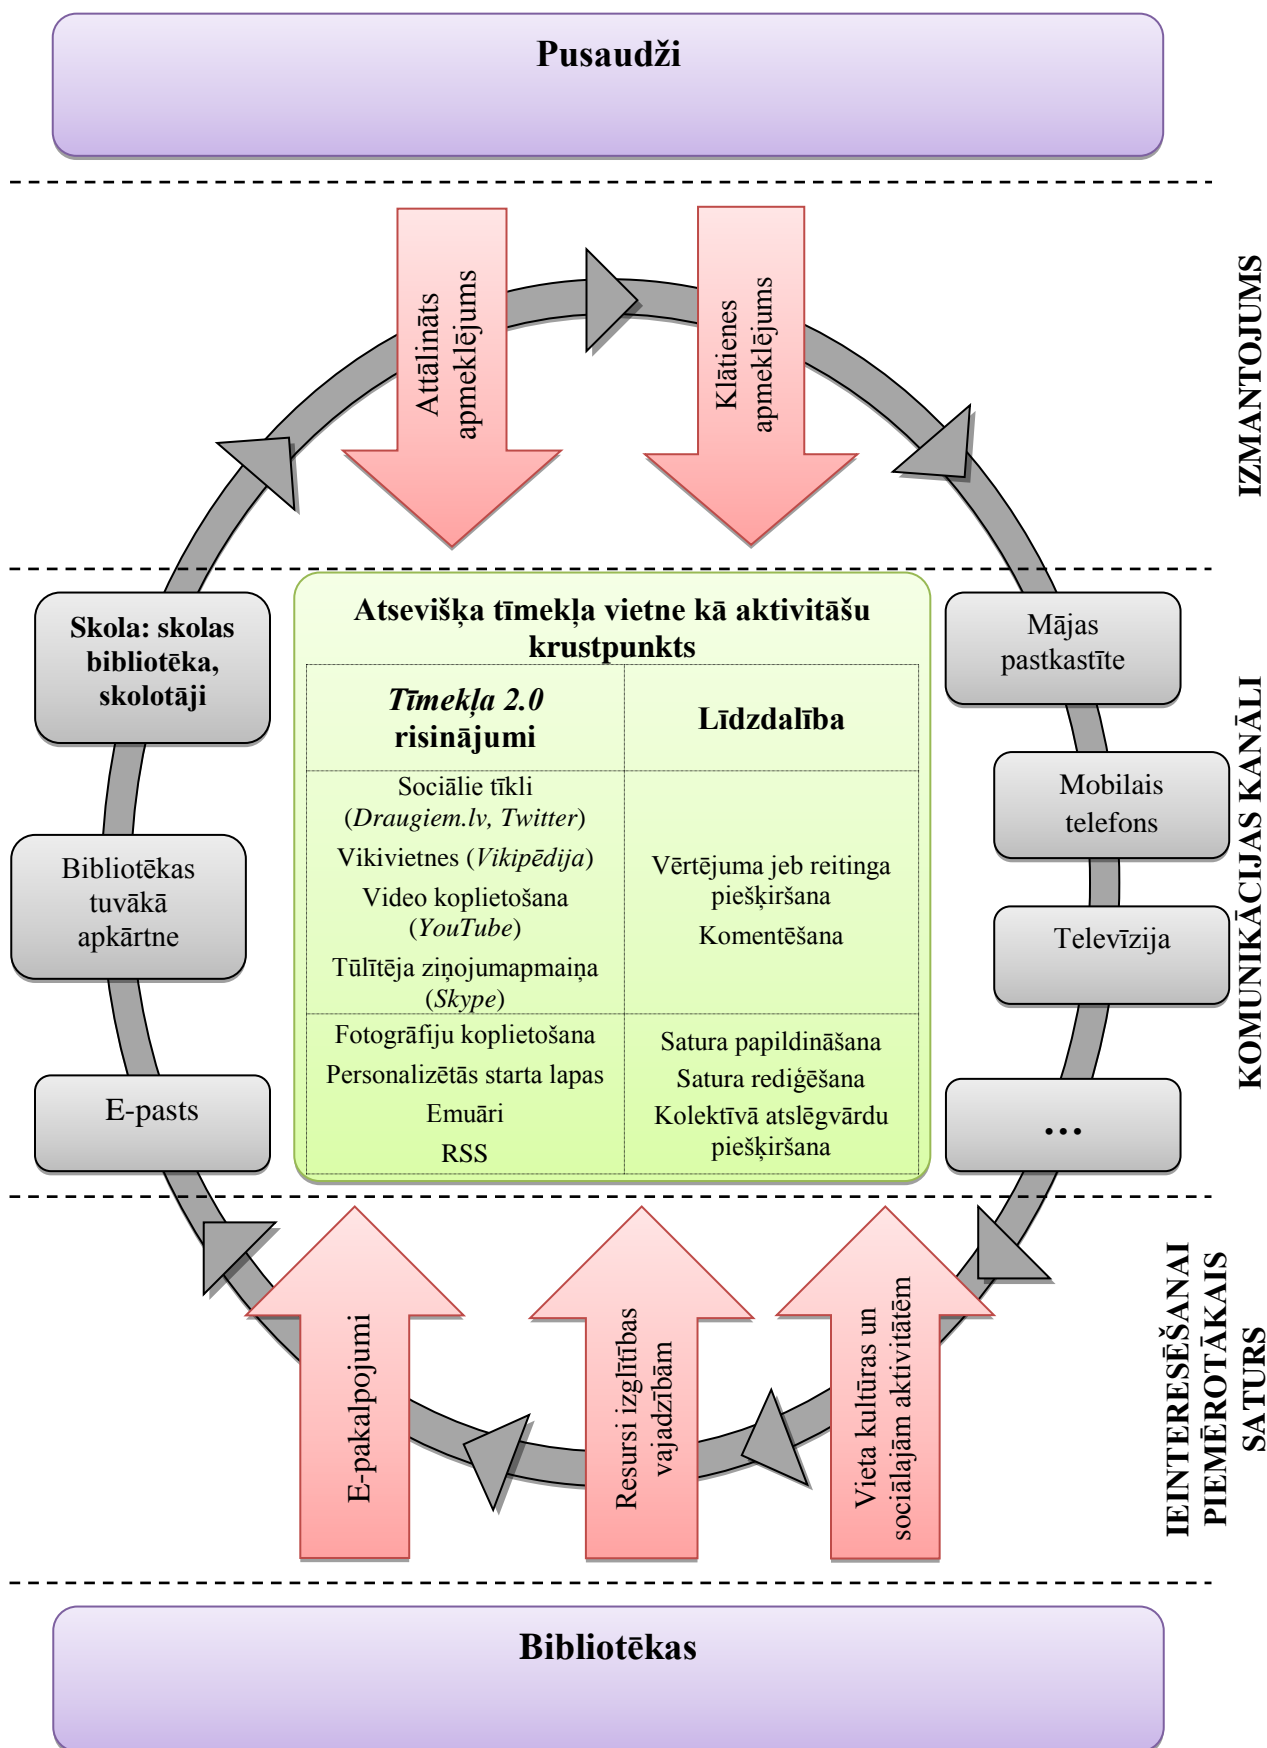 Pusaudži
Attālināts
apmeklējums
Klātienes
apmeklējums
IZMANTOJUMS
Skola: skolas
bibliotēka,
skolotāji
Bibliotēkas
tuvākā
apkārtne
E-pasts
Atsevišķa tīmekļa vietne kā aktivitāšu
krustpunkts
Tīmekļa 2.0
risinājumi
Līdzdalība
Sociālie tīkli
(Draugiem.lv, Twitter)
Vikivietnes (Vikipēdija)
Video koplietošana
(YouTube)
Tūlītēja ziņojumapmaiņa
(Skype)
Vērtējuma jeb reitinga
piešķiršana
Komentēšana
Fotogrāfiju koplietošana
Personalizētās starta lapas
Emuāri
RSS
Satura papildināšana
Satura rediģēšana
Kolektīvā atslēgvārdu
piešķiršana
Mājas
pastkastīte
Mobilais
telefons
Televīzija
...
KOMUNIKĀCIJAS KANĀLI
E-pakalpojumi
Resursi izglītības
vajadzībām
Vieta kultūras un
sociālajām aktivitātēm
IEINTERESĒŠANAI
PIEMĒROTĀKAIS
SATURS
Bibliotēkas